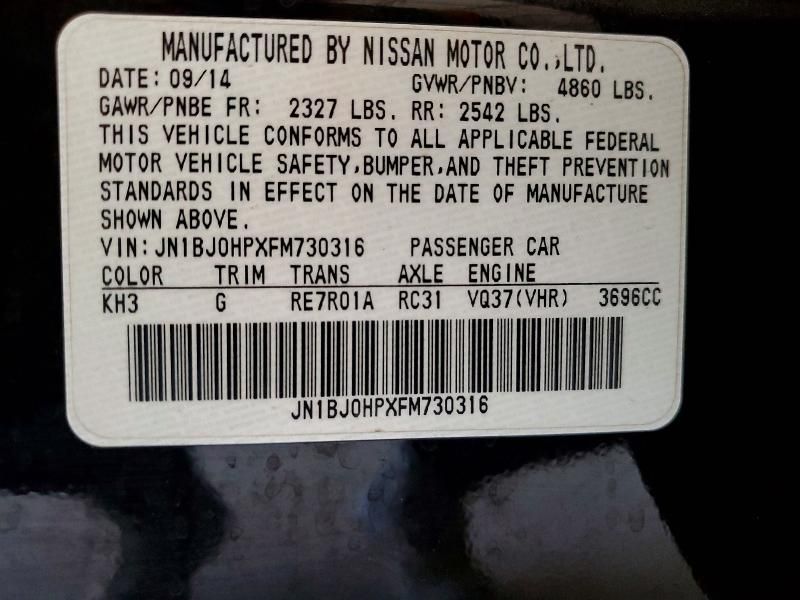 MANUFACTURED BY NISSAN MOTOR CO.,LTD.
DATE: 09/14 GVWR/PNBV: 4860 LBS.
GAWR/PNBE FR: 2327 LBS. RR: 2542 LBS.
THIS VEHICLE CONFORMS TO ALL APPLICABLE FEDERAL
MOTOR VEHICLE SAFETY,BUMPER,AND THEFT PREVENTION
STANDARDS IN EFFECT ON THE DATE OF MANUFACTURE
SHOWN ABOVE.
VIN: JN1BJ0HPXFM730316 PASSENGER CAR
COLOR TRIM TRANS AXLE ENGINE
KH3 G RE7R01A RC31 VQ37(VHR) 3696CC
JN1BJ0HPXFM730316